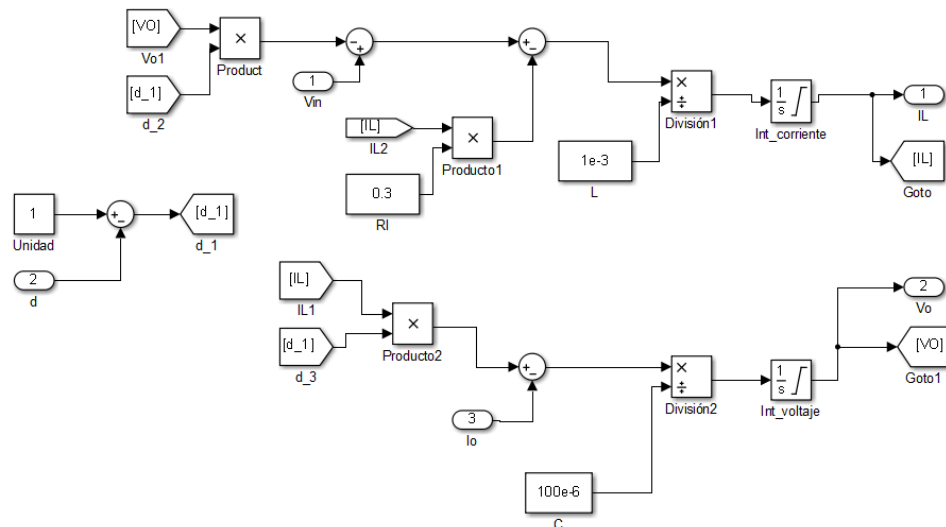 [VO]
Vo1
×
Product
[d_1]
d_2
1
Vin
[IL]
IL2
×
Producto1
0.3
Rl
×
÷
División1
1e-3
L
1
s
Int_corriente
1
IL
[IL]
Goto
1
Unidad
2
d
[d_1]
d_1
[IL]
IL1
[d_1]
d_3
×
Producto2
3
Io
×
÷
División2
100e-6
C
1
s
Int_voltaje
2
Vo
[VO]
Goto1